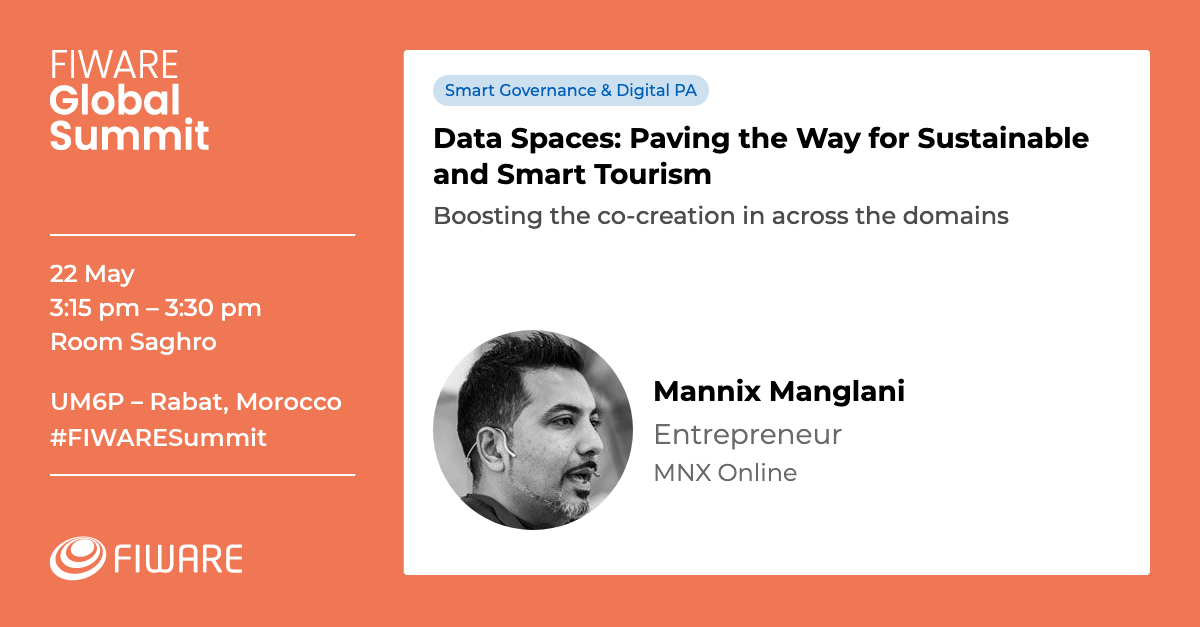 FIWARE
Global
Summit
22 May
3:15 pm – 3:30 pm
Room Saghro
UM6P – Rabat, Morocco
#FIWARESummit
FIWARE
Smart Governance & Digital PA
Data Spaces: Paving the Way for Sustainable
and Smart Tourism
Boosting the co-creation in across the domains
Mannix Manglani
Entrepreneur
MNX Online